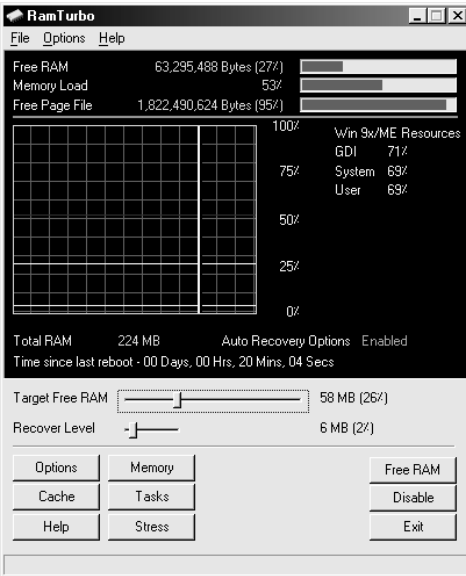 RamTurbo
File Options Help
Free RAM 63,295,488 Bytes (27%)
Memory Load 53%
Free Page File 1,822,490,624 Bytes (95%)
100%
Win 9x/ME Resources
GDI 71%
75% System 69%
User 69%
50%
25%
0%
Total RAM 224 MB Auto Recovery Options Enabled
Time since last reboot - 00 Days, 00 Hrs, 20 Mins, 04 Secs
Target Free RAM 58 MB (26%)
Recover Level 6 MB (2%)
Options Memory Free RAM
Cache Tasks Disable
Help Stress Exit